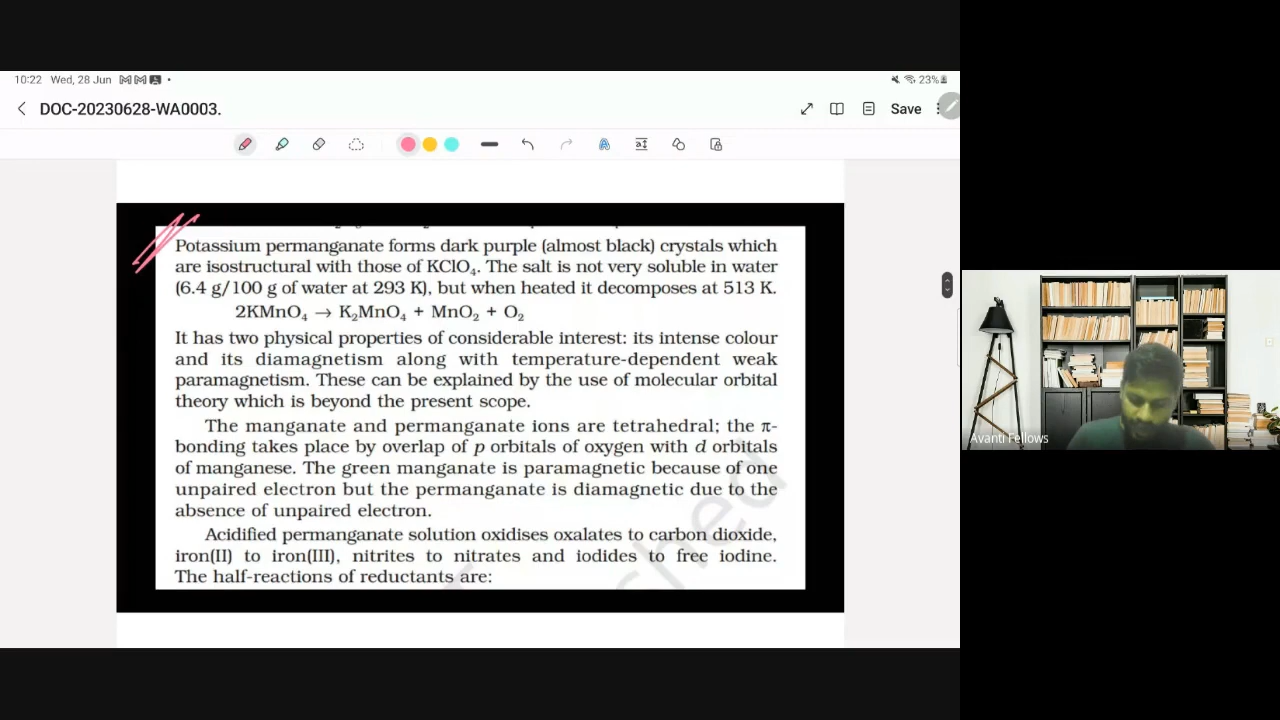 10:22 Wed, 28 Jun
23%
DOC-20230628-WA0003.
Save
Potassium permanganate forms dark purple (almost black) crystals which
are isostructural with those of KClO₄. The salt is not very soluble in water
(6.4 g/100 g of water at 293 K), but when heated it decomposes at 513 K.
2KMnO₄ → K₂MnO₄ + MnO₂ + O₂
It has two physical properties of considerable interest: its intense colour
and its diamagnetism along with temperature-dependent weak
paramagnetism. These can be explained by the use of molecular orbital
theory which is beyond the present scope.
The manganate and permanganate ions are tetrahedral; the π-
bonding takes place by overlap of p orbitals of oxygen with d orbitals
of manganese. The green manganate is paramagnetic because of one
unpaired electron but the permanganate is diamagnetic due to the
absence of unpaired electron.
Acidified permanganate solution oxidises oxalates to carbon dioxide,
iron(II) to iron(III), nitrites to nitrates and iodides to free iodine.
The half-reactions of reductants are:
shed
Avanti Fellows